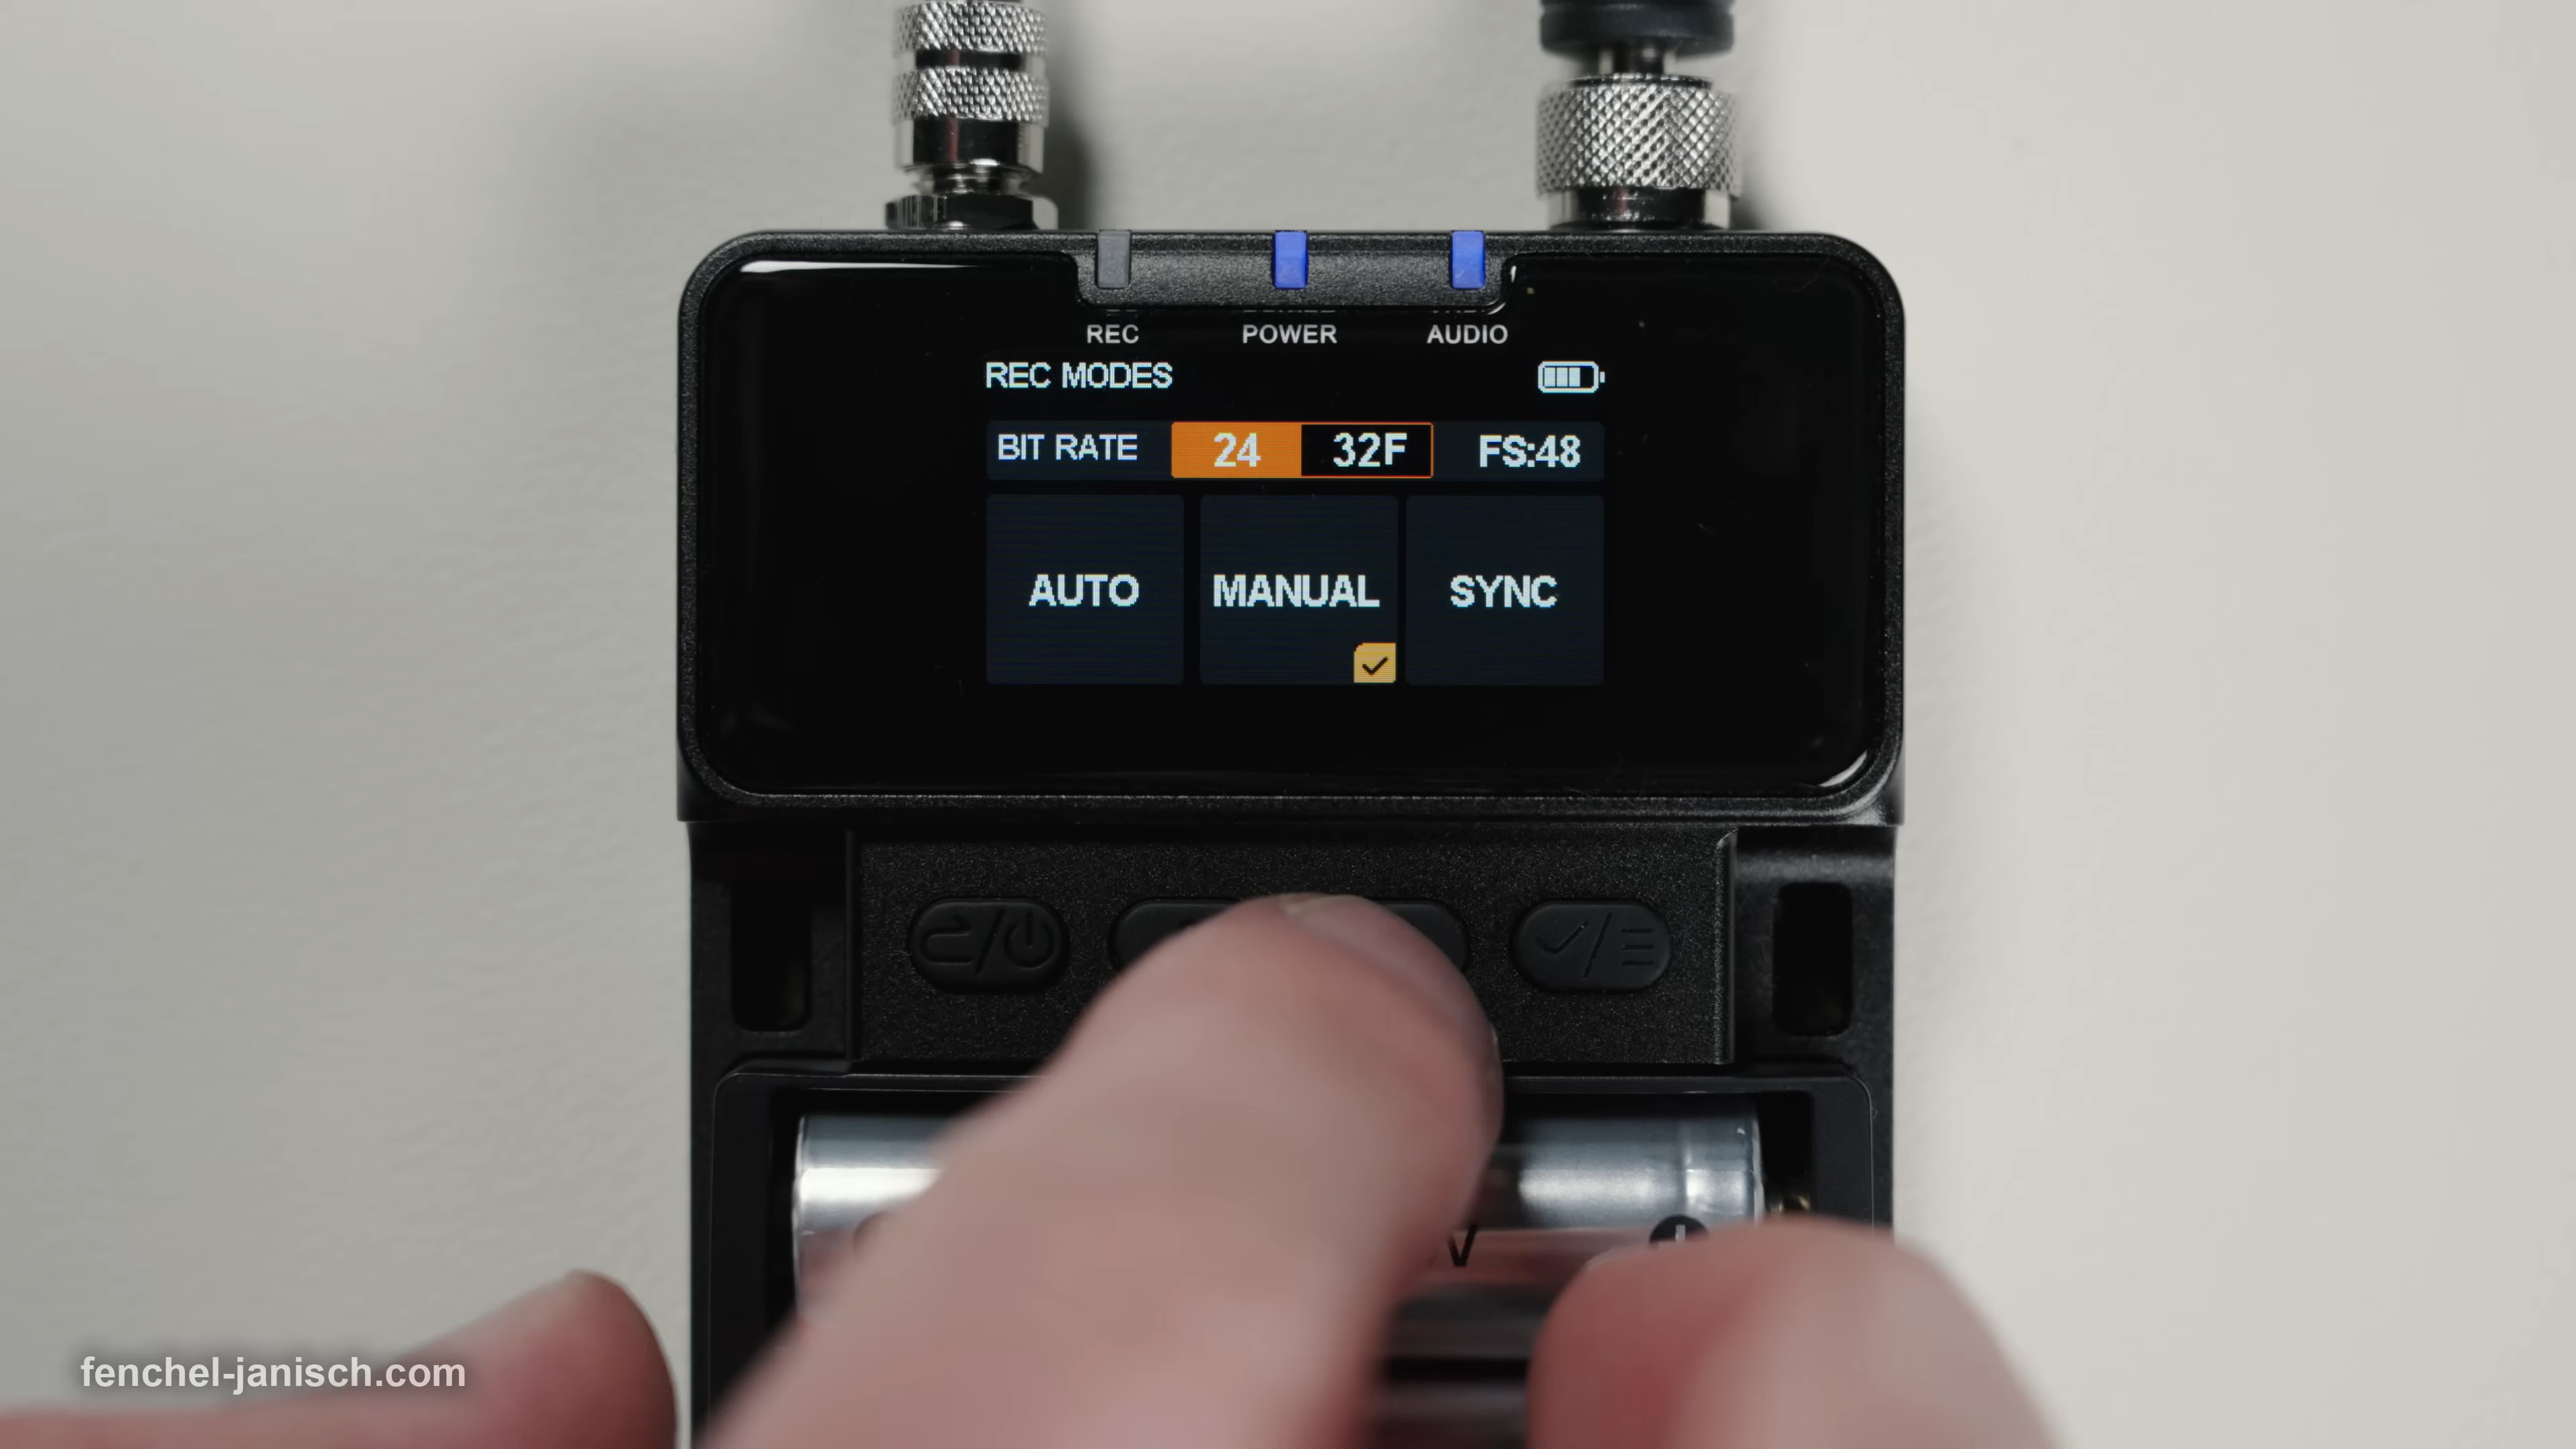 REC POWER AUDIO
REC MODES
BIT RATE 24 32F FS:48
AUTO MANUAL SYNC
V
fenchel-janisch.com